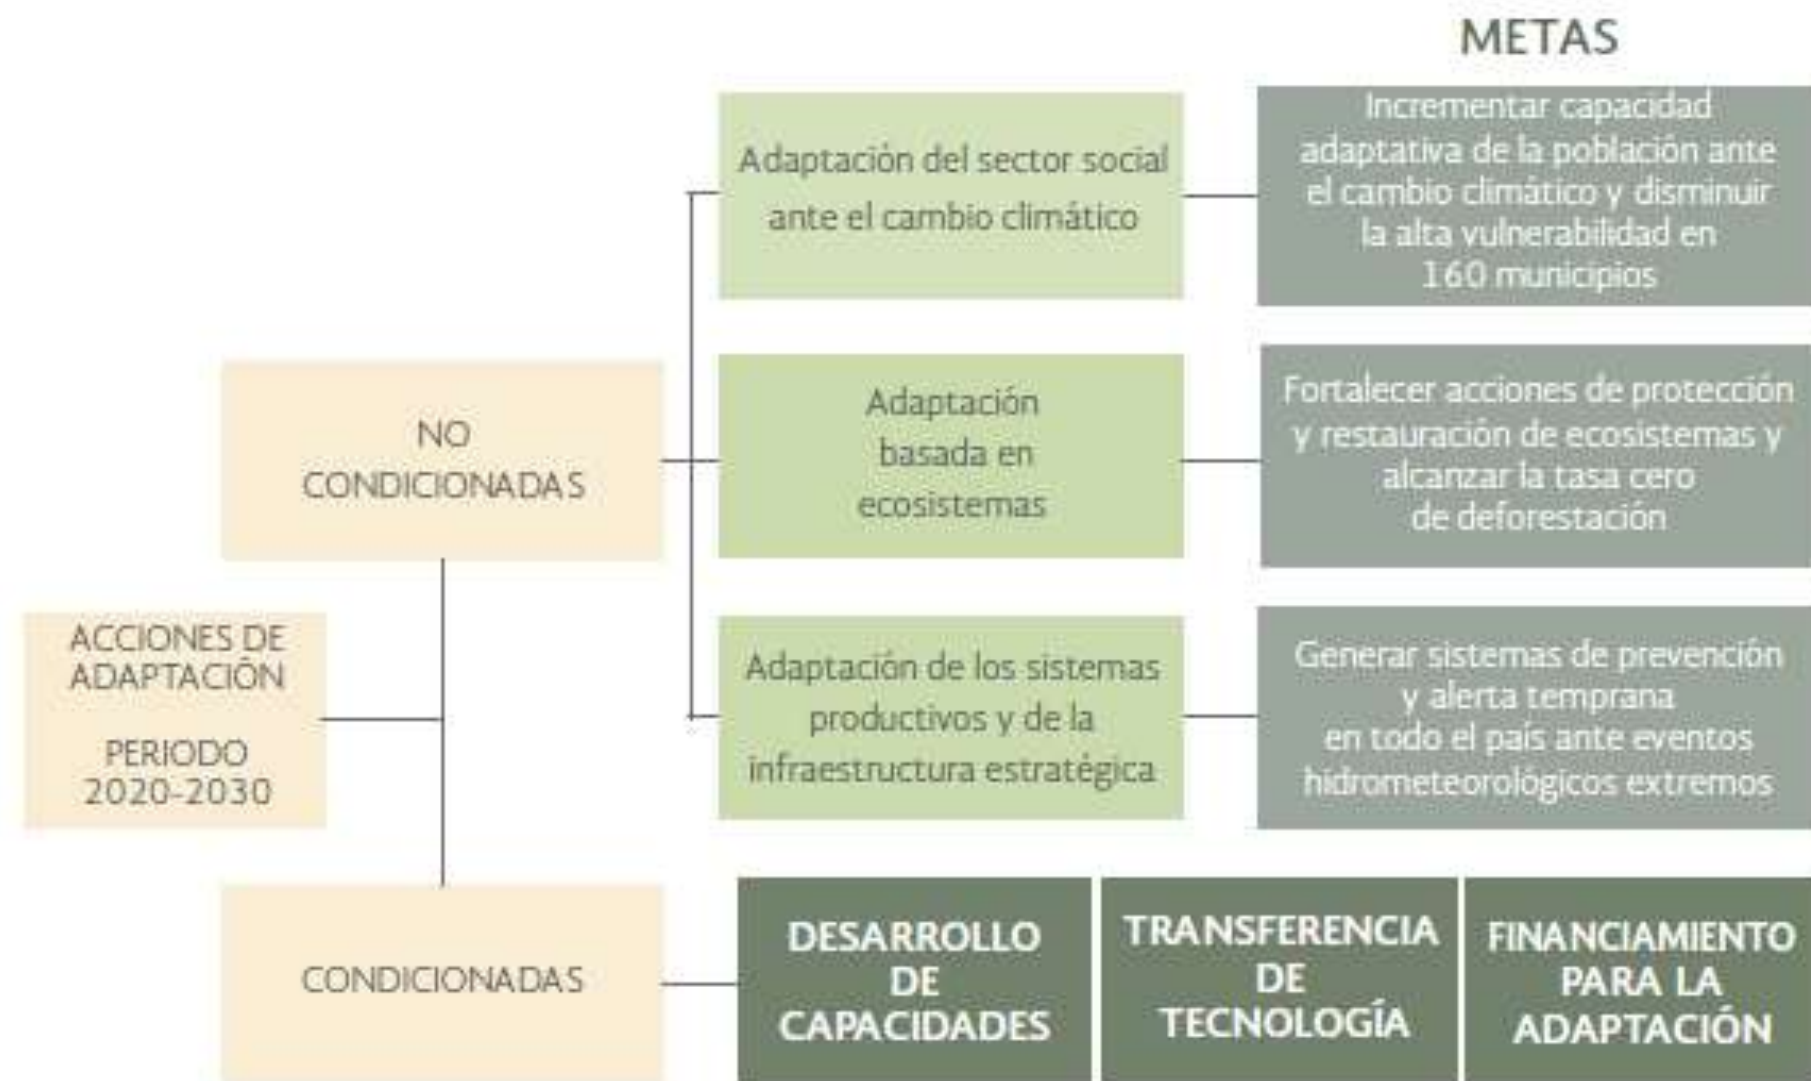 METAS
Adaptación del sector social
ante el cambio climático
Incrementar capacidad
adaptativa de la población ante
el cambio climático y disminuir
la alta vulnerabilidad en
160 municipios
NO
CONDICIONADAS
Adaptación
basada en
ecosistemas
Fortalecer acciones de protección
y restauración de ecosistemas y
alcanzar la tasa cero
de deforestación
ACCIONES DE
ADAPTACIÓN
PERIODO
2020-2030
Adaptación de los sistemas
productivos y de la
infraestructura estratégica
Generar sistemas de prevención
y alerta temprana
en todo el país ante eventos
hidrometeorológicos extremos
CONDICIONADAS
DESARROLLO
DE
CAPACIDADES
TRANSFERENCIA
DE
TECNOLOGÍA
FINANCIAMIENTO
PARA LA
ADAPTACIÓN